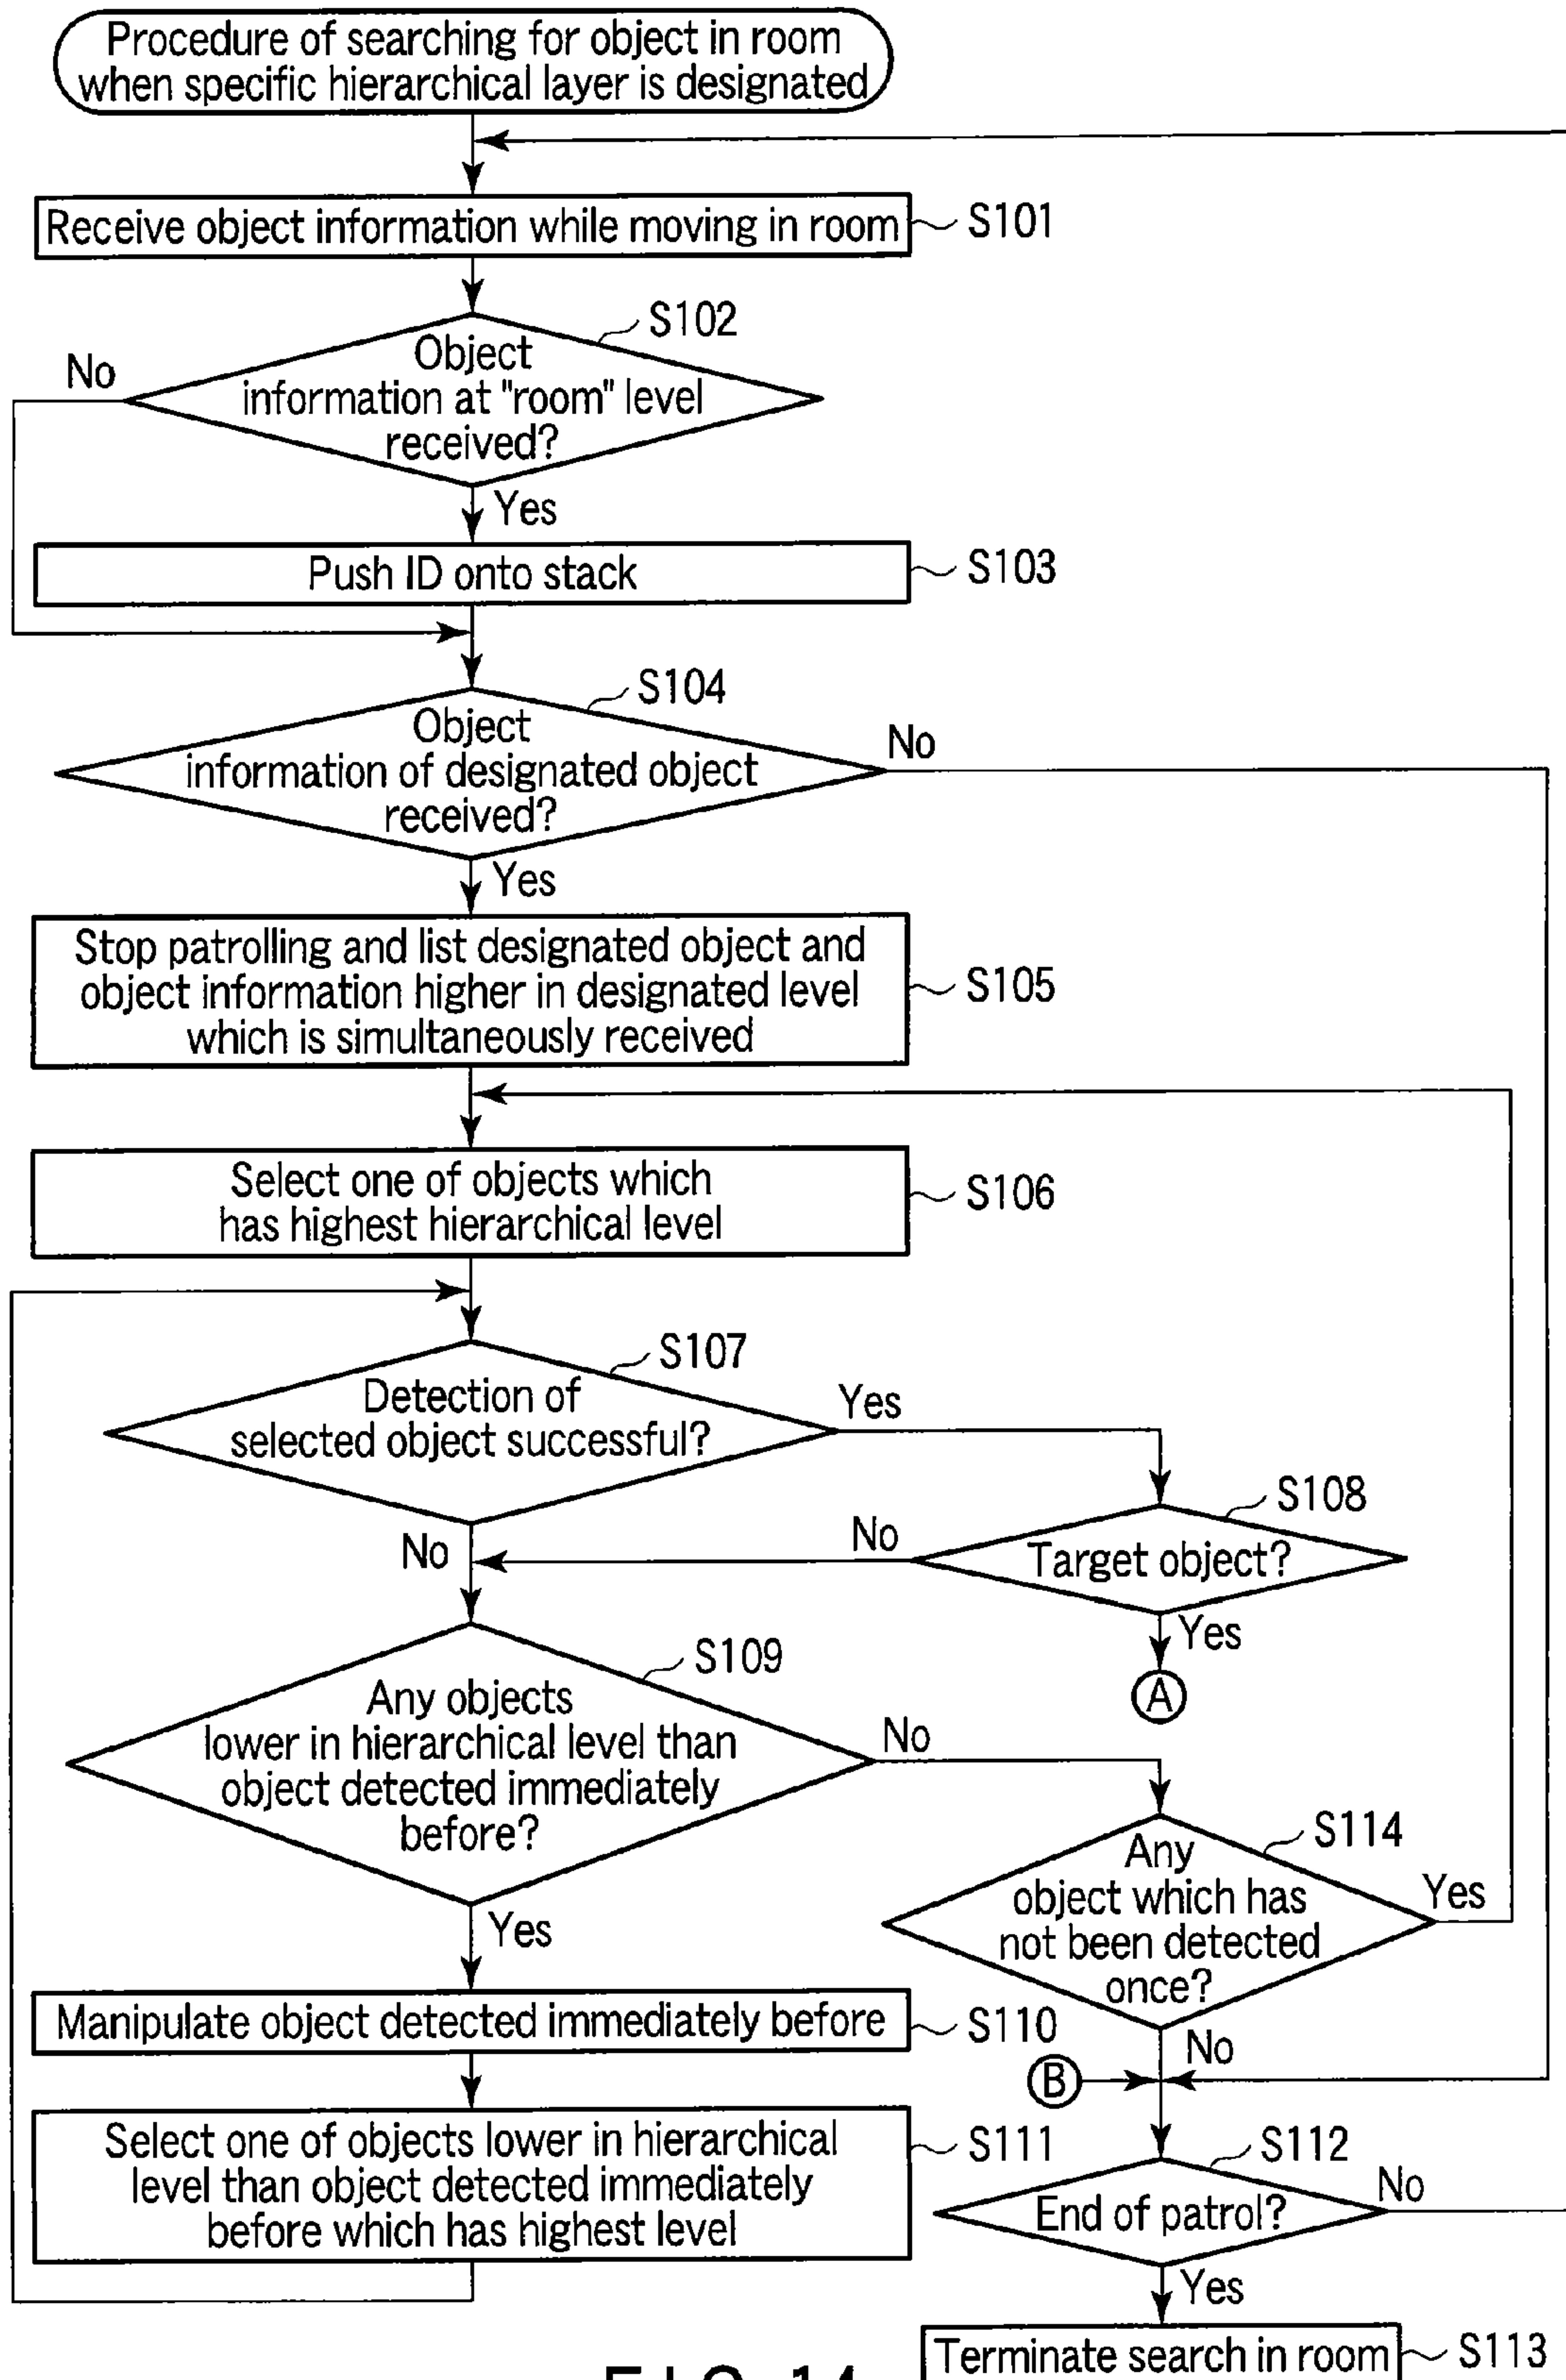 Procedure of searching for object in room
when specific hierarchical layer is designated
Receive object information while moving in room
S101
S102
Object
information at "room" level
received?
No
Yes
Push ID onto stack
S103
S104
Object
information of designated object
received?
No
Yes
Stop patrolling and list designated object and
object information higher in designated level
which is simultaneously received
S105
Select one of objects which
has highest hierarchical level
S106
S107
Detection of
selected object successful?
Yes
No
S108
Target object?
No
Yes
A
S109
Any objects
lower in hierarchical level than
object detected immediately
before?
No
Yes
S114
Any
object which has
not been detected
once?
Yes
No
Manipulate object detected immediately before
S110
B
Select one of objects lower in hierarchical
level than object detected immediately
before which has highest level
S111
S112
End of patrol?
No
Yes
Terminate search in room
S113
FIG. 14